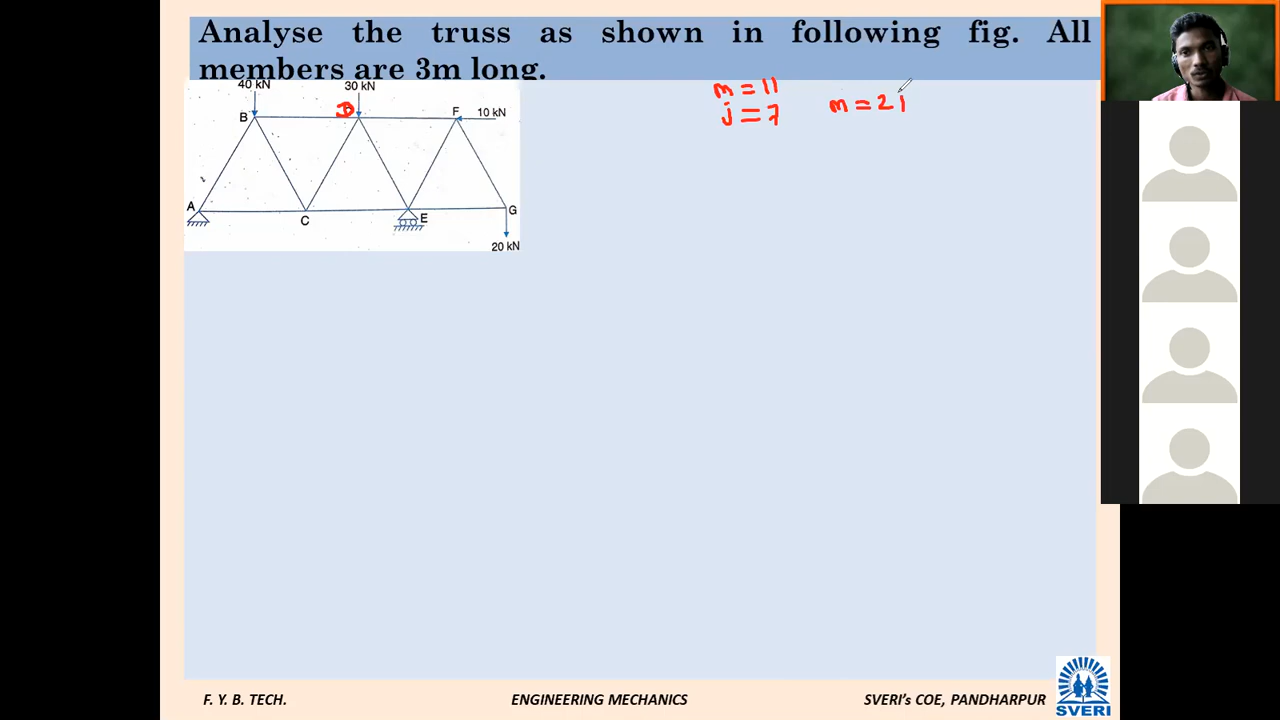 Analyse the truss as shown in following fig. All
members are 3m long.
40 kN
30 kN
m = 11
j = 7
m = 2j
B
D
F
10 kN
A
C
E
G
20 kN
F. Y. B. TECH.
ENGINEERING MECHANICS
SVERI's COE, PANDHARPUR
SVERI